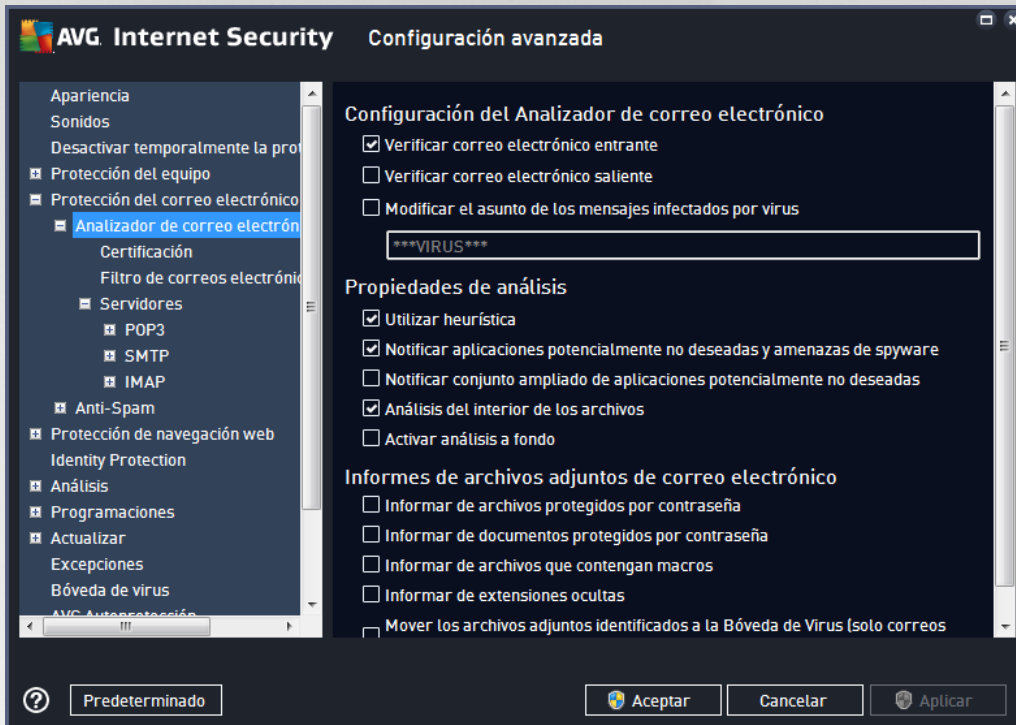 AVG Internet Security Configuración avanzada
Apariencia
Sonidos
Desactivar temporalmente la prot
Protección del equipo
Protección del correo electrónico
Analizador de correo electrón
Certificación
Filtro de correos electrónic
Servidores
POP3
SMTP
IMAP
Anti-Spam
Protección de navegación web
Identity Protection
Análisis
Programaciones
Actualizar
Excepciones
Bóveda de virus
AVG Autoprotección
Configuración del Analizador de correo electrónico
Verificar correo electrónico entrante
Verificar correo electrónico saliente
Modificar el asunto de los mensajes infectados por virus
***VIRUS***
Propiedades de análisis
Utilizar heurística
Notificar aplicaciones potencialmente no deseadas y amenazas de spyware
Notificar conjunto ampliado de aplicaciones potencialmente no deseadas
Análisis del interior de los archivos
Activar análisis a fondo
Informes de archivos adjuntos de correo electrónico
Informar de archivos protegidos por contraseña
Informar de documentos protegidos por contraseña
Informar de archivos que contengan macros
Informar de extensiones ocultas
Mover los archivos adjuntos identificados a la Bóveda de Virus (solo correos
Predeterminado
Aceptar
Cancelar
Aplicar